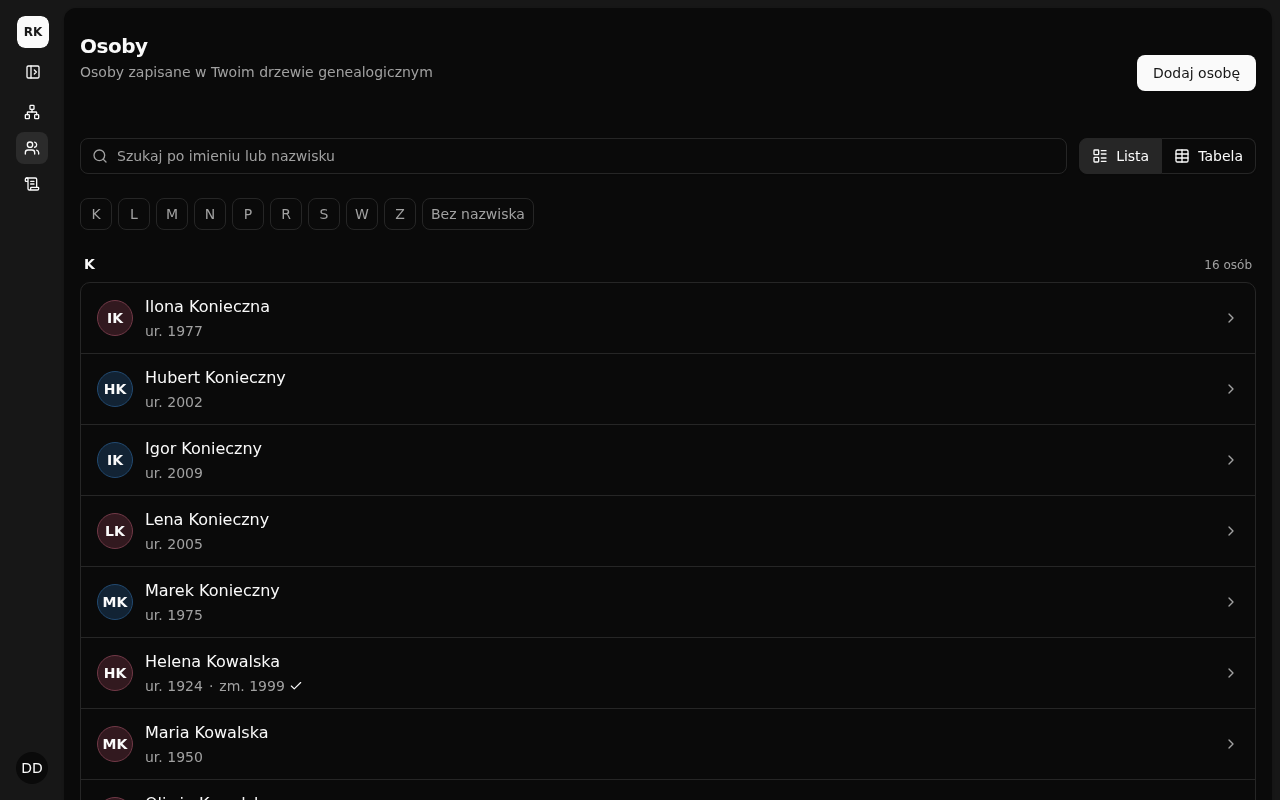 RK
Osoby
Osoby zapisane w Twoim drzewie genealogicznym
Dodaj osobę
Szukaj po imieniu lub nazwisku
Lista
Tabela
K
L
M
N
P
R
S
W
Z
Bez nazwiska
K
16 osób
IK
Ilona Konieczna
ur. 1977
HK
Hubert Konieczny
ur. 2002
IK
Igor Konieczny
ur. 2009
LK
Lena Konieczny
ur. 2005
MK
Marek Konieczny
ur. 1975
HK
Helena Kowalska
ur. 1924 · zm. 1999
MK
Maria Kowalska
ur. 1950
DD